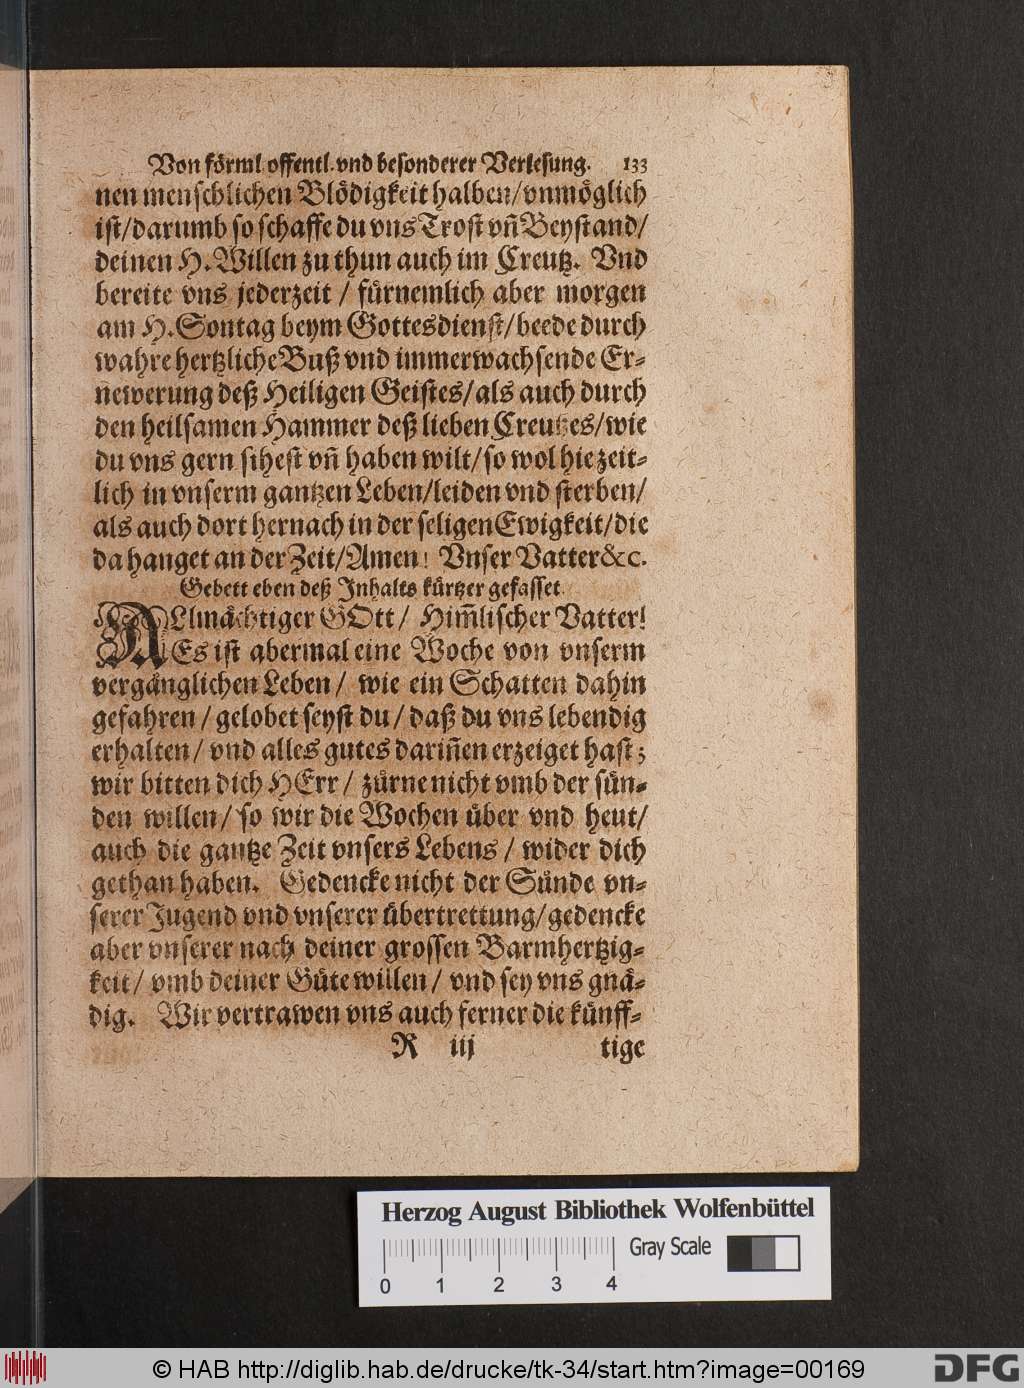 Von förml. offentl. vnd besonderer Verlesung. 133
nen menschlichen Blödigkeit halben/vnmöglich
ist/darumb so schaffe du vns Trost vñ Beystand/
deinen H. Willen zu thun auch im Creutz. Vnd
bereite vns jederzeit / fürnemlich aber morgen
am H. Sontag beym Gottesdienst/beede durch
wahre hertzliche Buß vnd immerwachsende Er-
newerung deß Heiligen Geistes/als auch durch
den heilsamen Hammer deß lieben Creutzes/wie
du vns gern sihest vñ haben wilt/so wol hie zeit-
lich in vnserm gantzen Leben/leiden vnd sterben/
als auch dort hernach in der seligen Ewigkeit/die
da hanget an der Zeit/Amen! Vnser Vatter &c.
Gebett eben deß Inhalts kürtzer gefasset.
ALlmächtiger GOtt/ Him̃lischer Vatter!
Es ist abermal eine Woche von vnserm
vergänglichen Leben/ wie ein Schatten dahin
gefahren/gelobet seyst du/daß du vns lebendig
erhalten/vnd alles gutes dariñen erzeiget hast;
wir bitten dich HErr/ zürne nicht vmb der sün-
den willen/so wir die Wochen über vnd heut/
auch die gantze Zeit vnsers Lebens/ wider dich
gethan haben. Gedencke nicht der Sünde vn-
serer Jugend vnd vnserer übertrettung/gedencke
aber vnserer nach deiner grossen Barmhertzig-
keit/ vmb deiner Güte willen/ vnd sey vns gnä-
dig. Wir vertrawen vns auch ferner die künff-
R iij tige
Herzog August Bibliothek Wolfenbüttel
Gray Scale
0 1 2 3 4
© HAB http://diglib.hab.de/drucke/tk-34/start.htm?image=00169
DFG